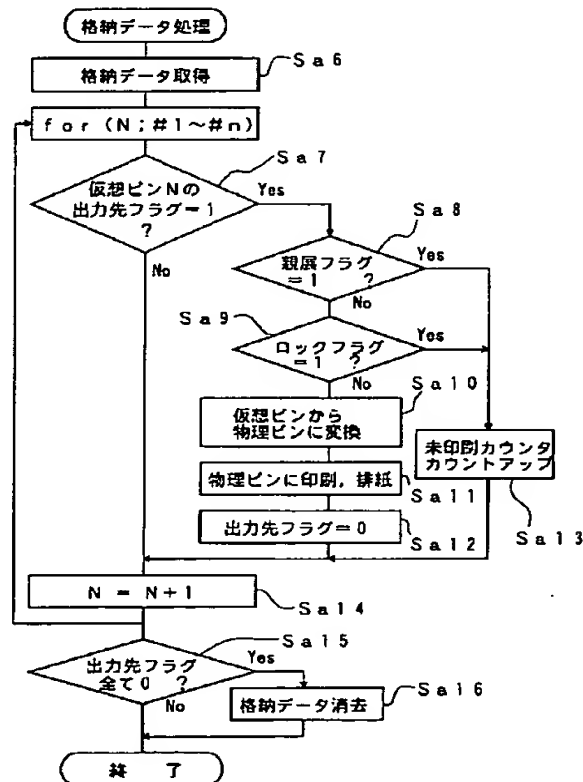 格納データ処理
格納データ取得
Sa6
for (N;#1~#n)
Sa7
仮想ピンNの
出力先フラグ=1
?
Yes
No
Sa8
親展フラグ
=1 ?
Yes
No
Sa9
ロックフラグ
=1 ?
Yes
No
Sa10
仮想ピンから
物理ピンに変換
未印刷カウンタ
カウントアップ
Sa13
物理ピンに印刷,排紙
Sa11
出力先フラグ=0
Sa12
N = N+1
Sa14
Sa15
出力先フラグ
全て0 ?
Yes
No
格納データ消去
Sa16
終 了